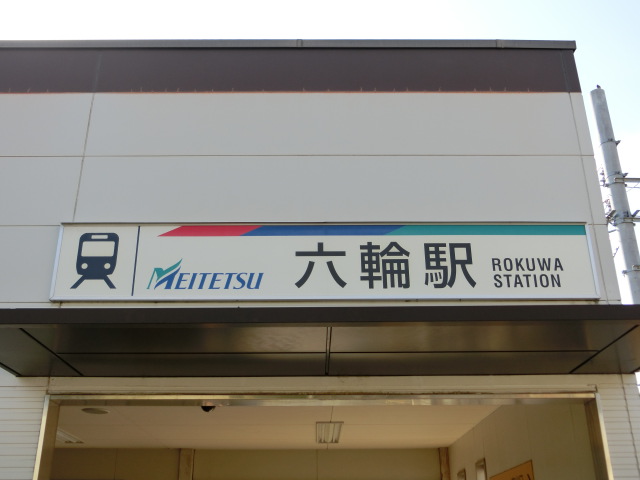 MEITETSU 六輪駅 ROKUWA
STATION